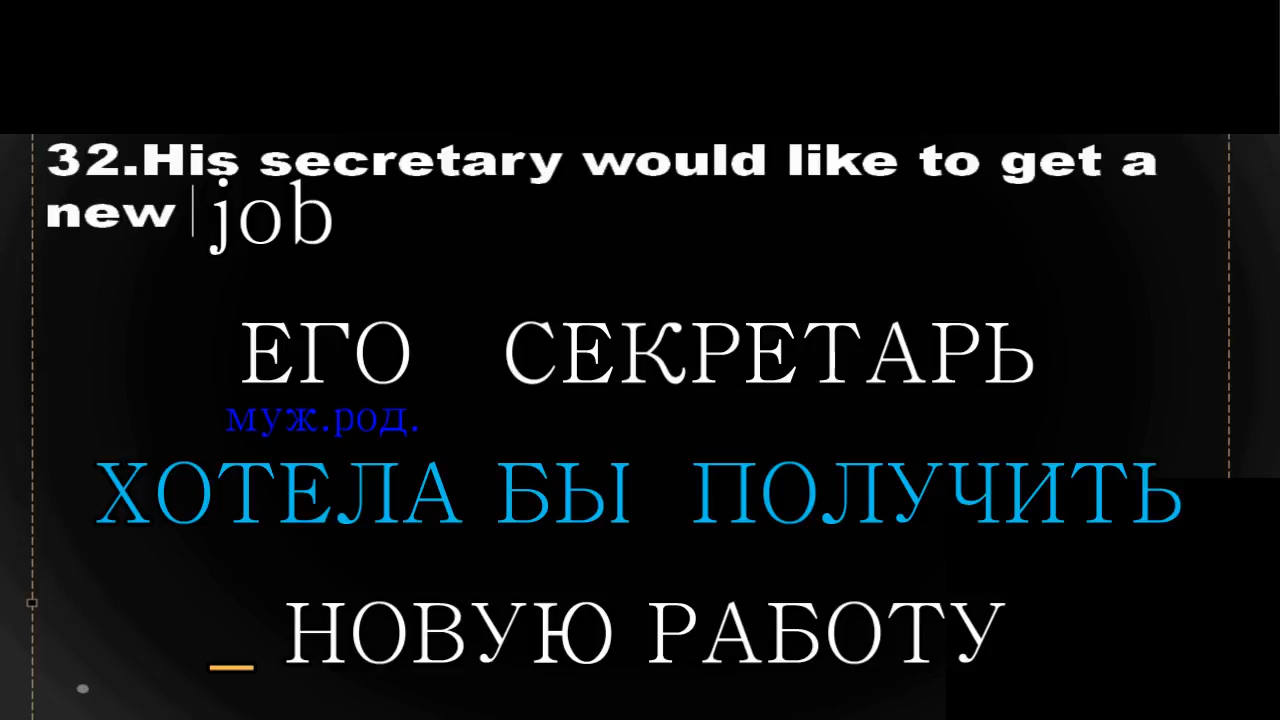 32.His secretary would like to get a
new job
ЕГО СЕКРЕТАРЬ
муж.род.
ХОТЕЛА БЫ ПОЛУЧИТЬ
_ НОВУЮ РАБОТУ